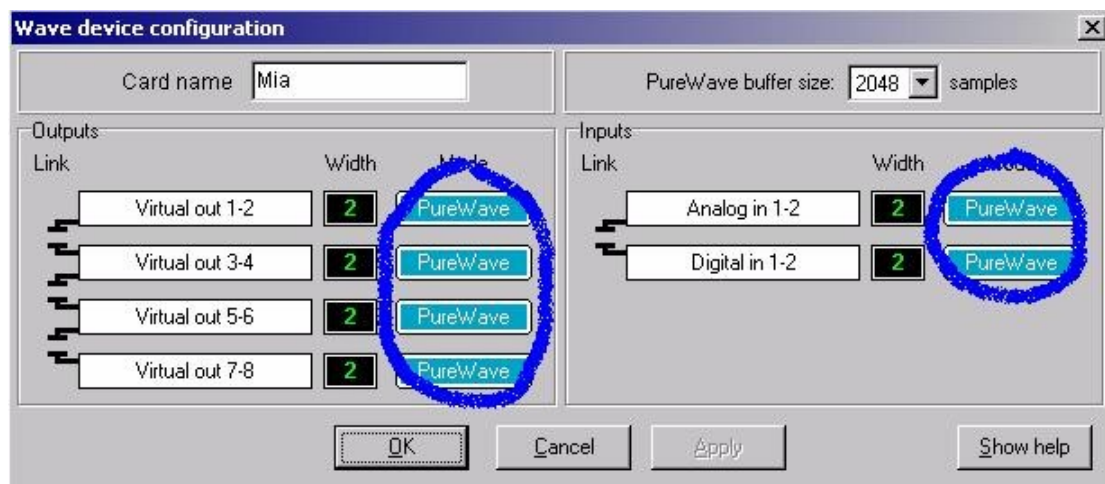 Wave device configuration
Card name Mia
PureWave buffer size: 2048 samples
Outputs
Link Width Mode
Virtual out 1-2 2 PureWave
Virtual out 3-4 2 PureWave
Virtual out 5-6 2 PureWave
Virtual out 7-8 2 PureWave
Inputs
Link Width Mode
Analog in 1-2 2 PureWave
Digital in 1-2 2 PureWave
OK Cancel Apply Show help